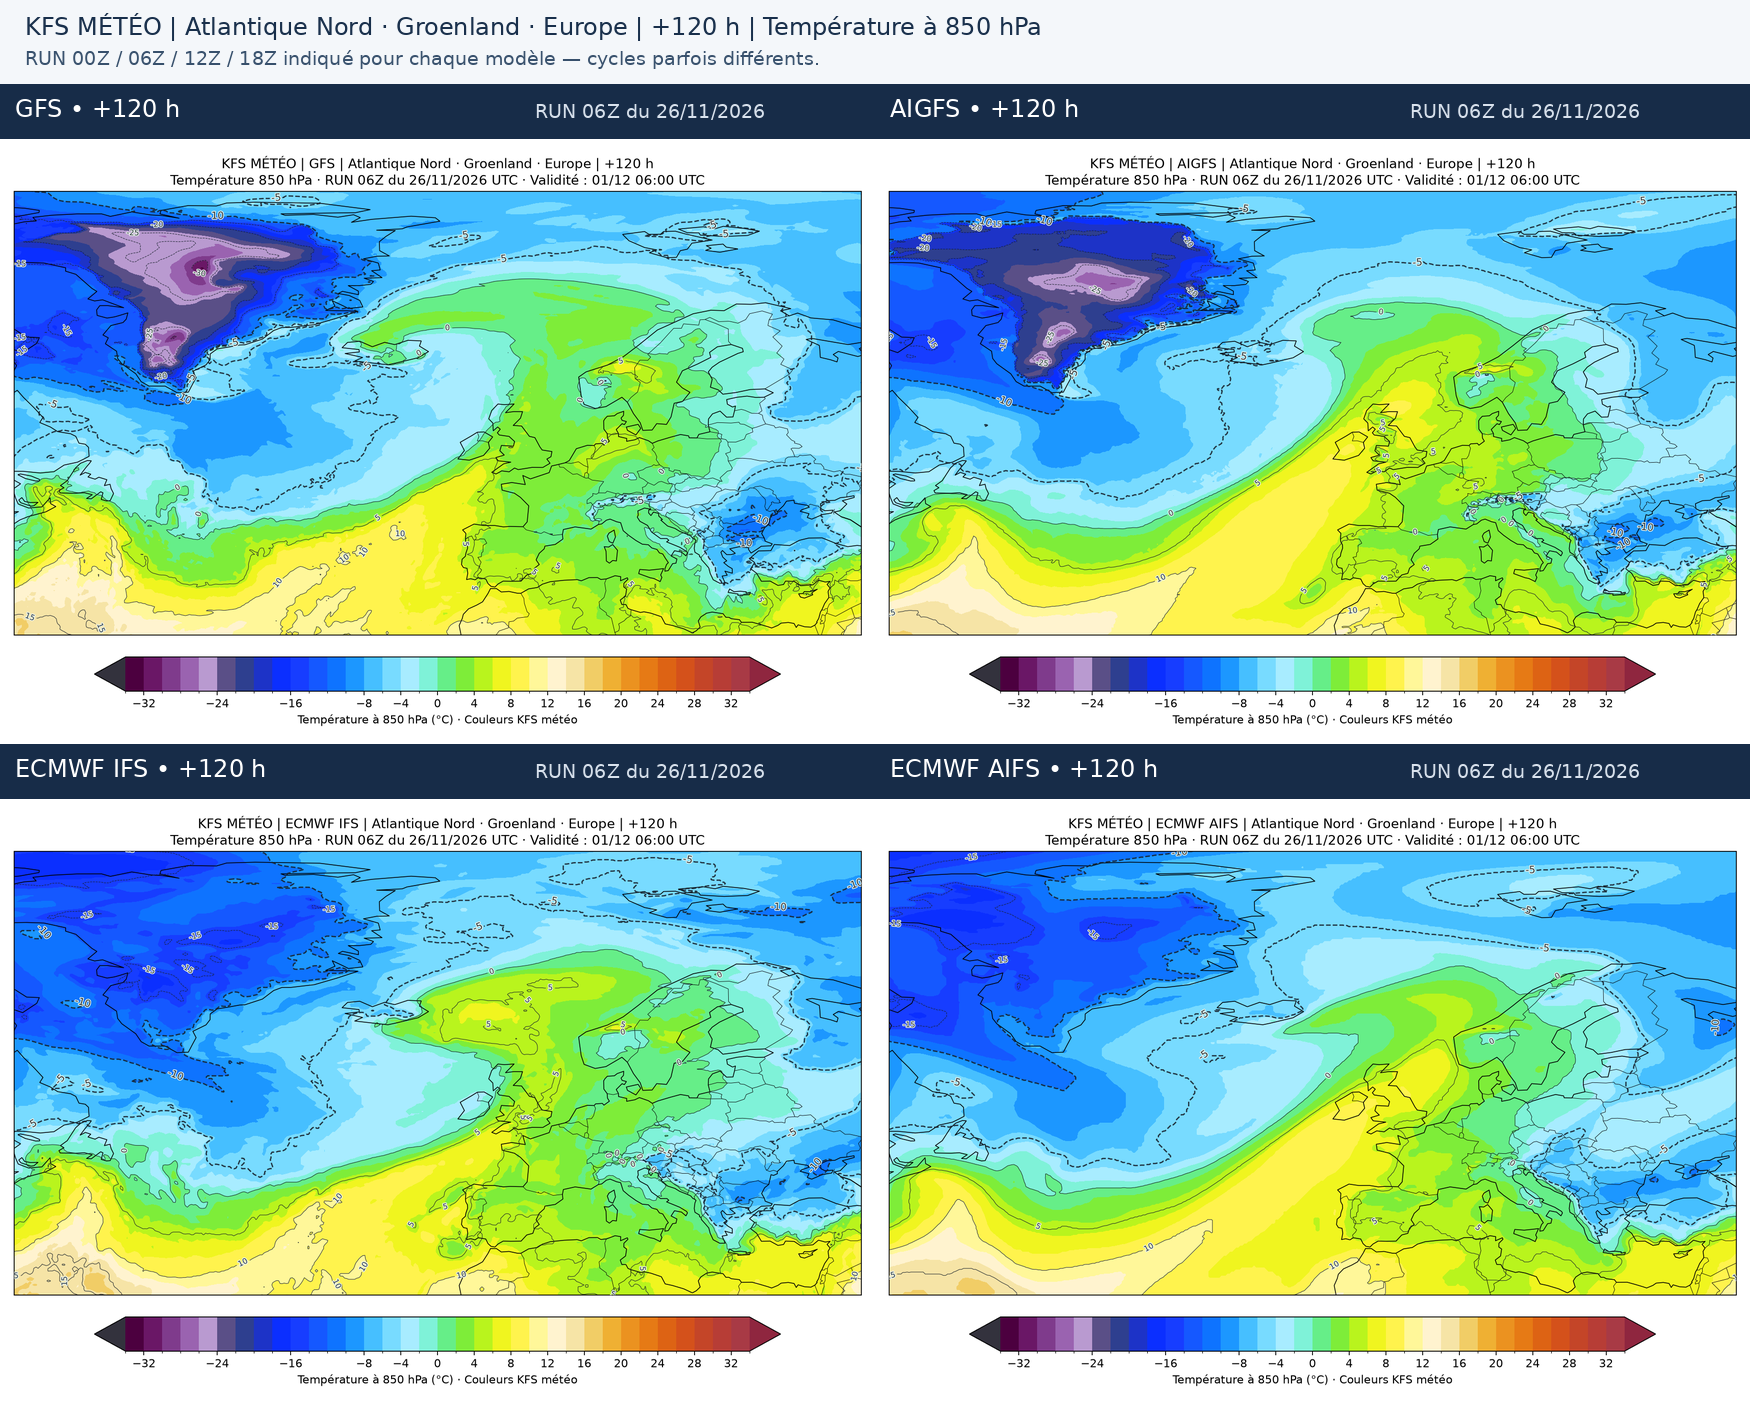 KFS MÉTÉO | Atlantique Nord · Groenland · Europe | +120 h | Température à 850 hPa
RUN 00Z / 06Z / 12Z / 18Z indiqué pour chaque modèle — cycles parfois différents.
GFS • +120 h
RUN 06Z du 26/11/2026
AIGFS • +120 h
RUN 06Z du 26/11/2026
KFS MÉTÉO | GFS | Atlantique Nord · Groenland · Europe | +120 h
Température 850 hPa · RUN 06Z du 26/11/2026 UTC · Validité : 01/12 06:00 UTC
KFS MÉTÉO | AIGFS | Atlantique Nord · Groenland · Europe | +120 h
Température 850 hPa · RUN 06Z du 26/11/2026 UTC · Validité : 01/12 06:00 UTC
−32 −24 −16 −8 −4 0 4 8 12 16 20 24 28 32
Température à 850 hPa (°C) · Couleurs KFS météo
−32 −24 −16 −8 −4 0 4 8 12 16 20 24 28 32
Température à 850 hPa (°C) · Couleurs KFS météo
ECMWF IFS • +120 h
RUN 06Z du 26/11/2026
ECMWF AIFS • +120 h
RUN 06Z du 26/11/2026
KFS MÉTÉO | ECMWF IFS | Atlantique Nord · Groenland · Europe | +120 h
Température 850 hPa · RUN 06Z du 26/11/2026 UTC · Validité : 01/12 06:00 UTC
KFS MÉTÉO | ECMWF AIFS | Atlantique Nord · Groenland · Europe | +120 h
Température 850 hPa · RUN 06Z du 26/11/2026 UTC · Validité : 01/12 06:00 UTC
−32 −24 −16 −8 −4 0 4 8 12 16 20 24 28 32
Température à 850 hPa (°C) · Couleurs KFS météo
−32 −24 −16 −8 −4 0 4 8 12 16 20 24 28 32
Température à 850 hPa (°C) · Couleurs KFS météo